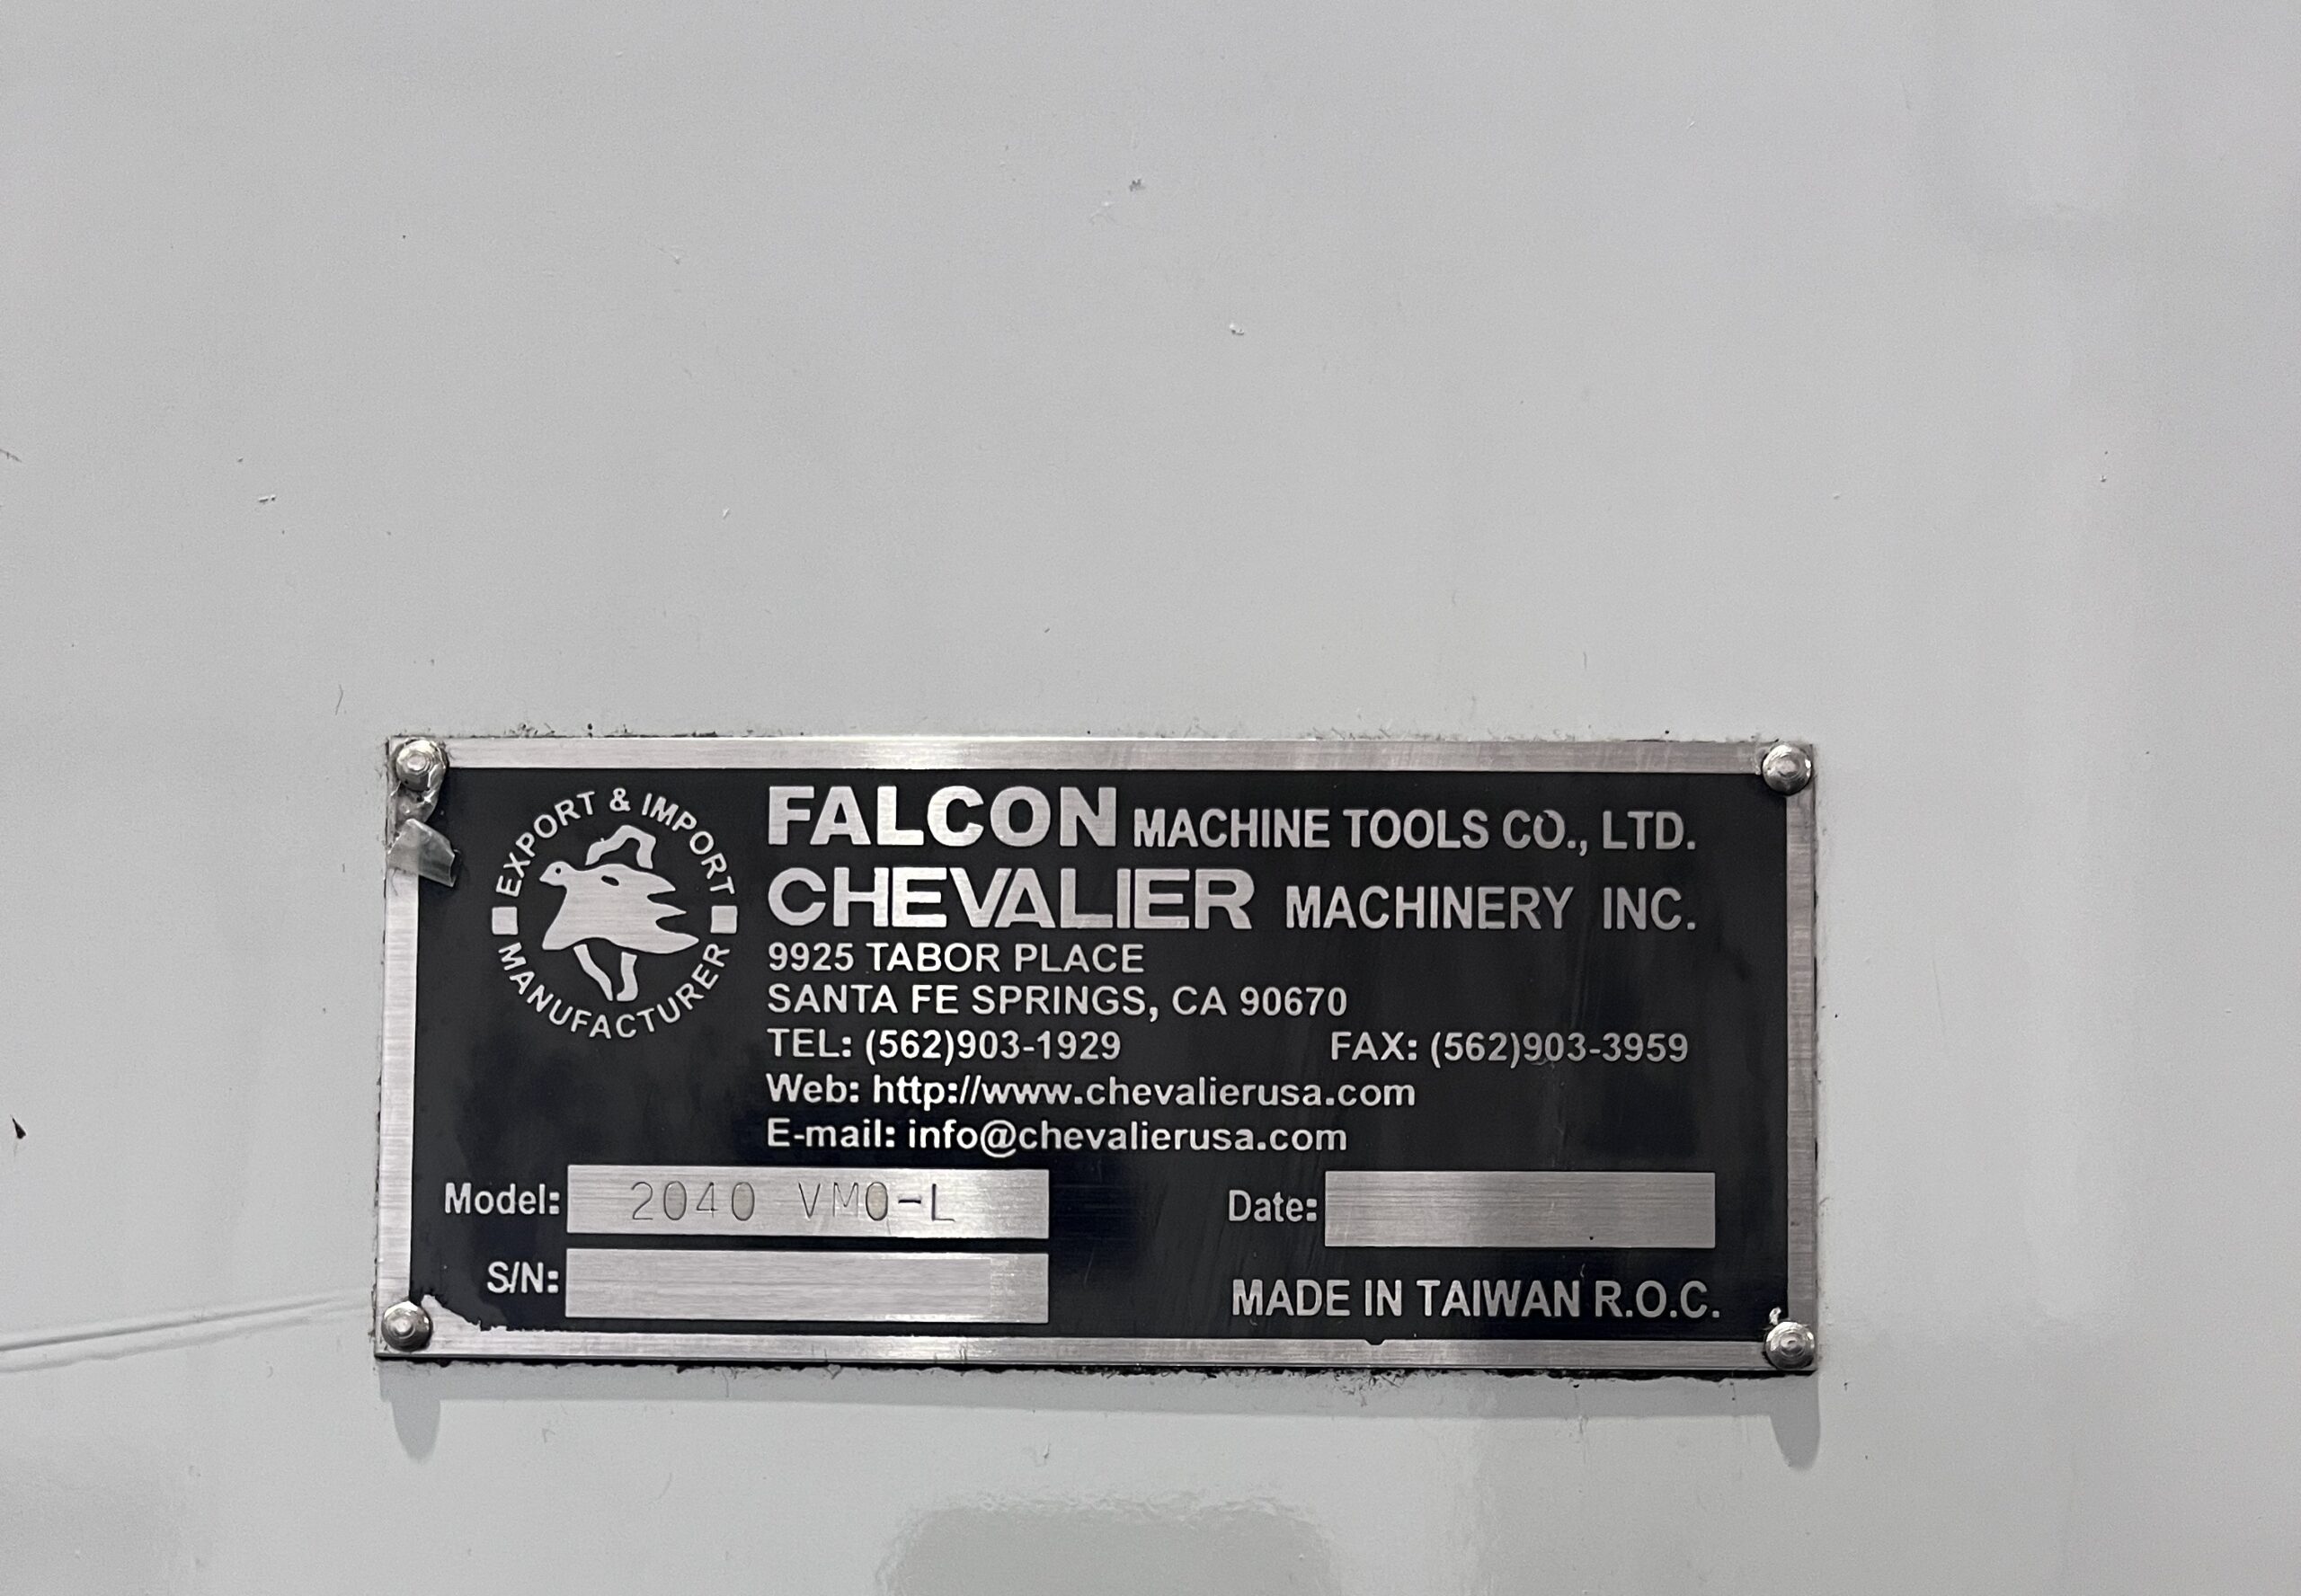 EXPORT & IMPORT
MANUFACTURER
FALCON MACHINE TOOLS CO., LTD.
CHEVALIER MACHINERY INC.
9925 TABOR PLACE
SANTA FE SPRINGS, CA 90670
TEL: (562)903-1929 FAX: (562)903-3959
Web: http://www.chevalierusa.com
E-mail: info@chevalierusa.com
Model: 2040 VMO-L Date:
S/N:
MADE IN TAIWAN R.O.C.